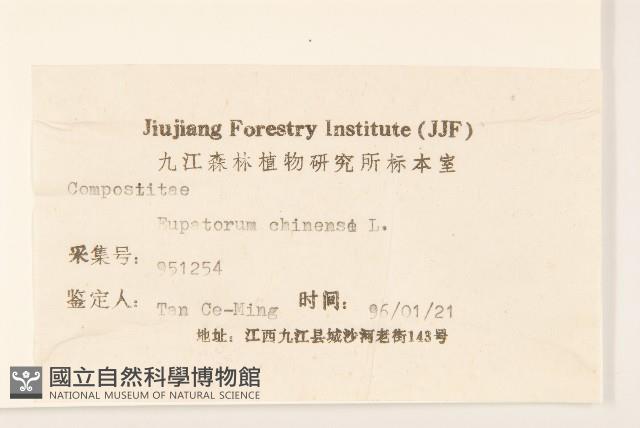 Jiujiang Forestry Institute (JJF)
九江森林植物研究所标本室
Compostitae
Eupatorum chinense L.
采集号: 951254
鉴定人: Tan Ce-Ming 时间: 96/01/21
地址: 江西九江县城沙河老街143号
國立自然科學博物館
NATIONAL MUSEUM OF NATURAL SCIENCE